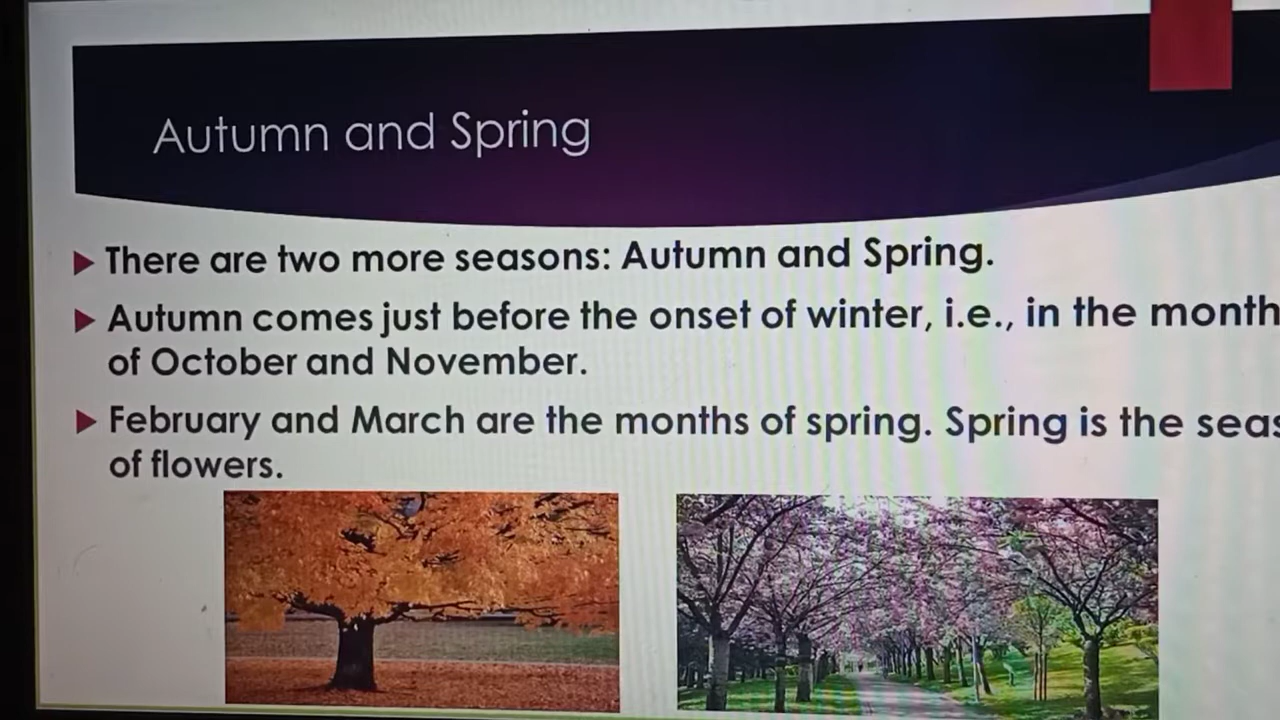 Autumn and Spring
There are two more seasons: Autumn and Spring.
Autumn comes just before the onset of winter, i.e., in the month
of October and November.
February and March are the months of spring. Spring is the seas
of flowers.